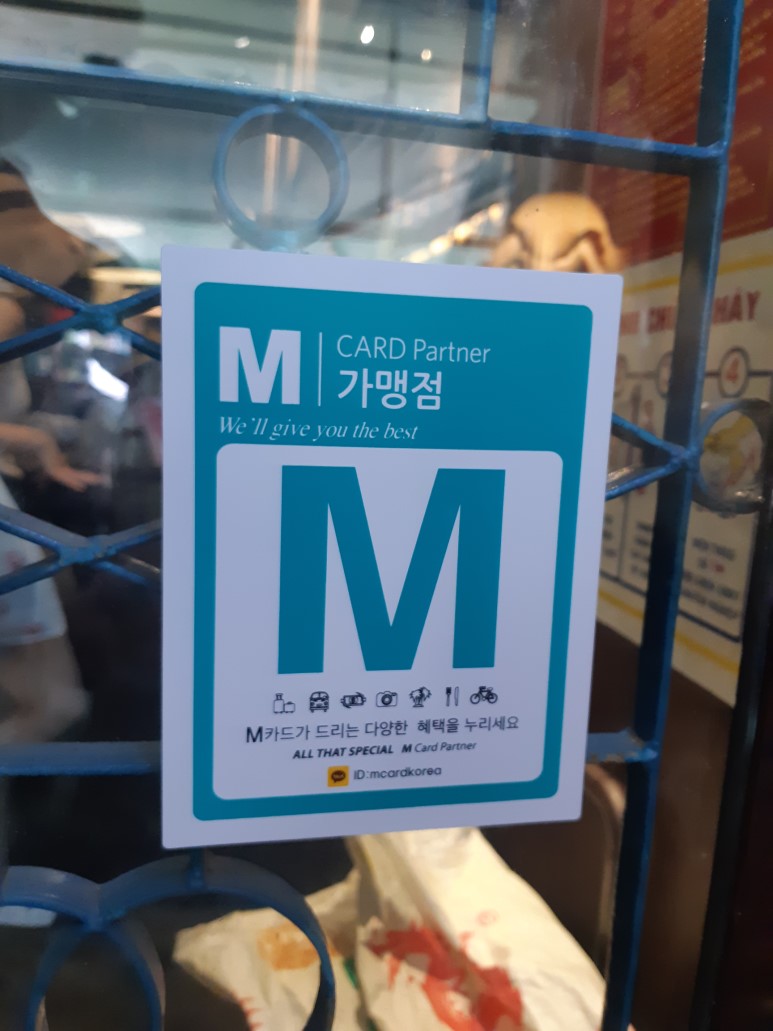 M CARD Partner
가맹점
We'll give you the best
M
M카드가 드리는 다양한 혜택을 누리세요
ALL THAT SPECIAL M Card Partner
ID:mcardkorea
4